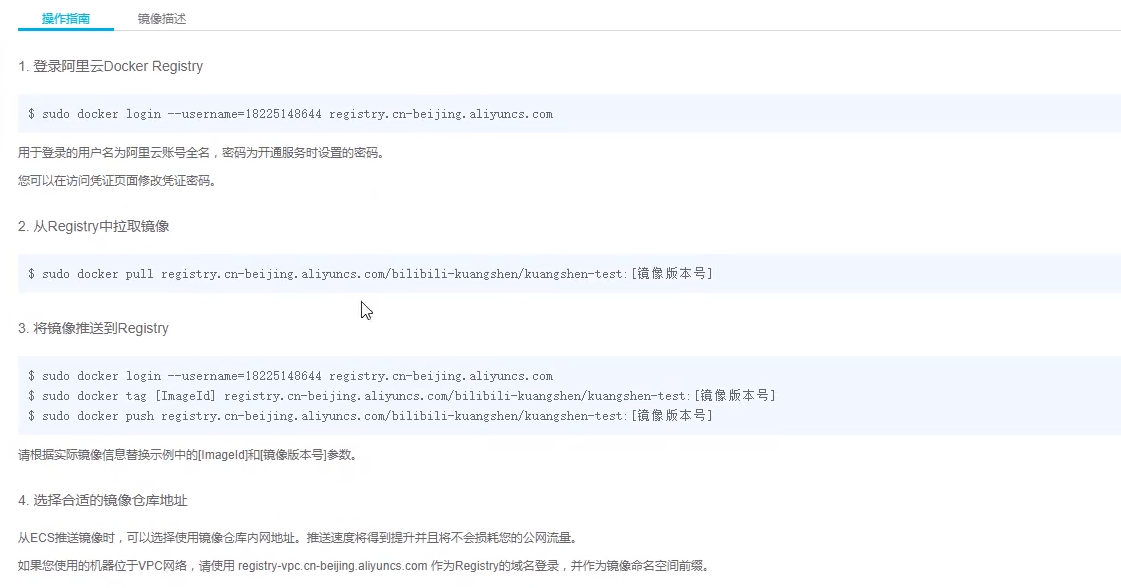 操作指南 镜像描述
1. 登录阿里云Docker Registry
$ sudo docker login --username=18225148644 registry.cn-beijing.aliyuncs.com
用于登录的用户名为阿里云账号全名，密码为开通服务时设置的密码。
您可以在访问凭证页面修改凭证密码。
2. 从Registry中拉取镜像
$ sudo docker pull registry.cn-beijing.aliyuncs.com/bilibili-kuangshen/kuangshen-test:[镜像版本号]
3. 将镜像推送到Registry
$ sudo docker login --username=18225148644 registry.cn-beijing.aliyuncs.com
$ sudo docker tag [ImageId] registry.cn-beijing.aliyuncs.com/bilibili-kuangshen/kuangshen-test:[镜像版本号]
$ sudo docker push registry.cn-beijing.aliyuncs.com/bilibili-kuangshen/kuangshen-test:[镜像版本号]
请根据实际镜像信息替换示例中的[ImageId]和[镜像版本号]参数。
4. 选择合适的镜像仓库地址
从ECS推送镜像时，可以选择使用镜像仓库内网地址。推送速度将得到提升并且将不会损耗您的公网流量。
如果您使用的机器位于VPC网络，请使用 registry-vpc.cn-beijing.aliyuncs.com 作为Registry的域名登录，并作为镜像命名空间前缀。